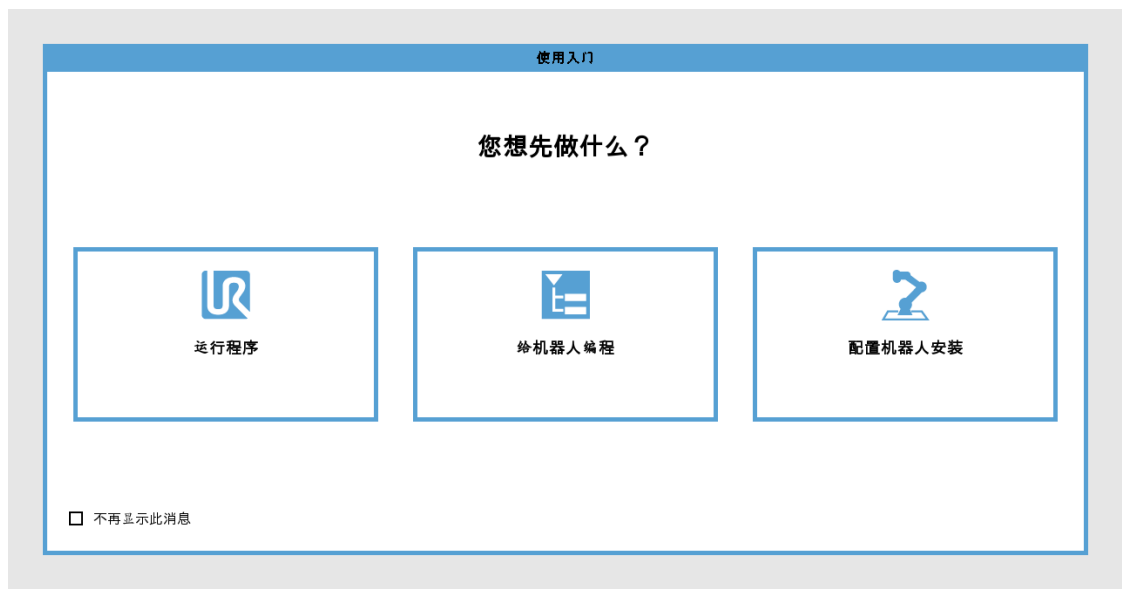 使用入门
您想先做什么？
运行程序
给机器人编程
配置机器人安装
不再显示此消息